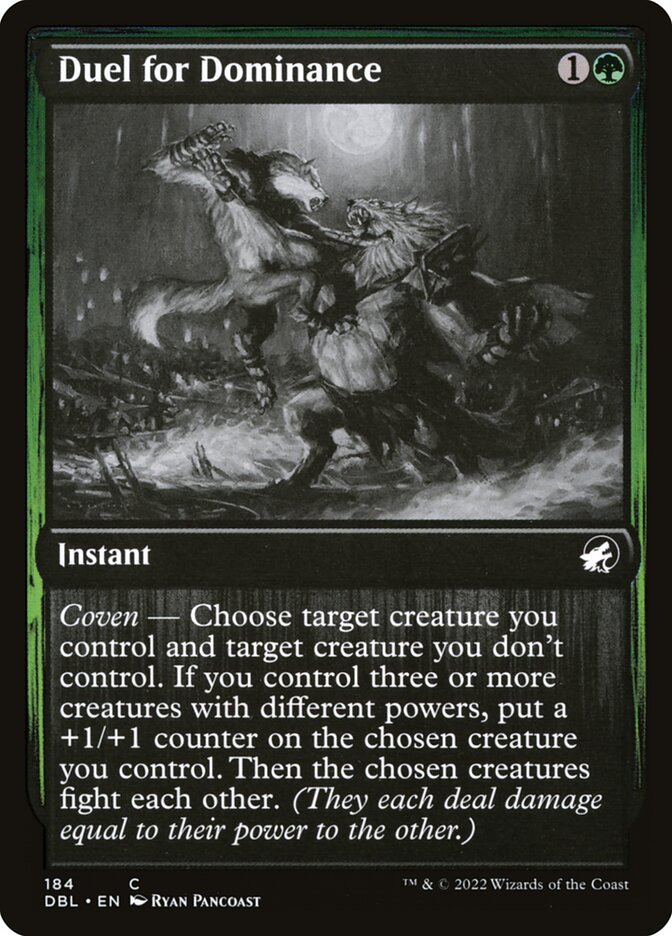 Duel for Dominance 1
Instant
Coven — Choose target creature you
control and target creature you don't
control. If you control three or more
creatures with different powers, put a
+1/+1 counter on the chosen creature
you control. Then the chosen creatures
fight each other. (They each deal damage
equal to their power to the other.)
184 C ™ & © 2022 Wizards of the Coast
DBL • EN Ryan Pancoast